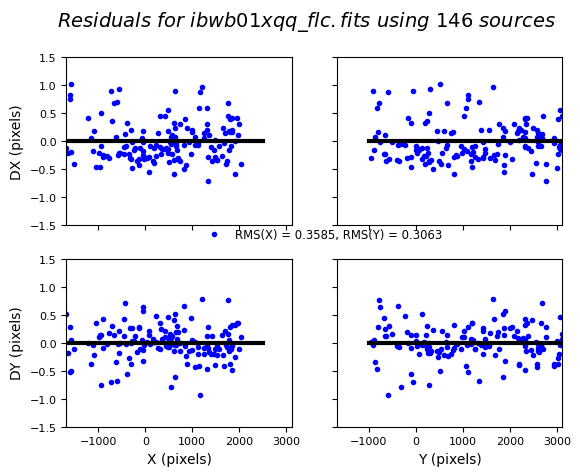 Residuals for ibwb01xqq_flc.fits using 146 sources
1.5
1.0
0.5
0.0
−0.5
−1.0
−1.5
DX (pixels)
RMS(X) = 0.3585, RMS(Y) = 0.3063
1.5
1.0
0.5
0.0
−0.5
−1.0
−1.5
DY (pixels)
−1000 0 1000 2000 3000
−1000 0 1000 2000 3000
X (pixels)
Y (pixels)